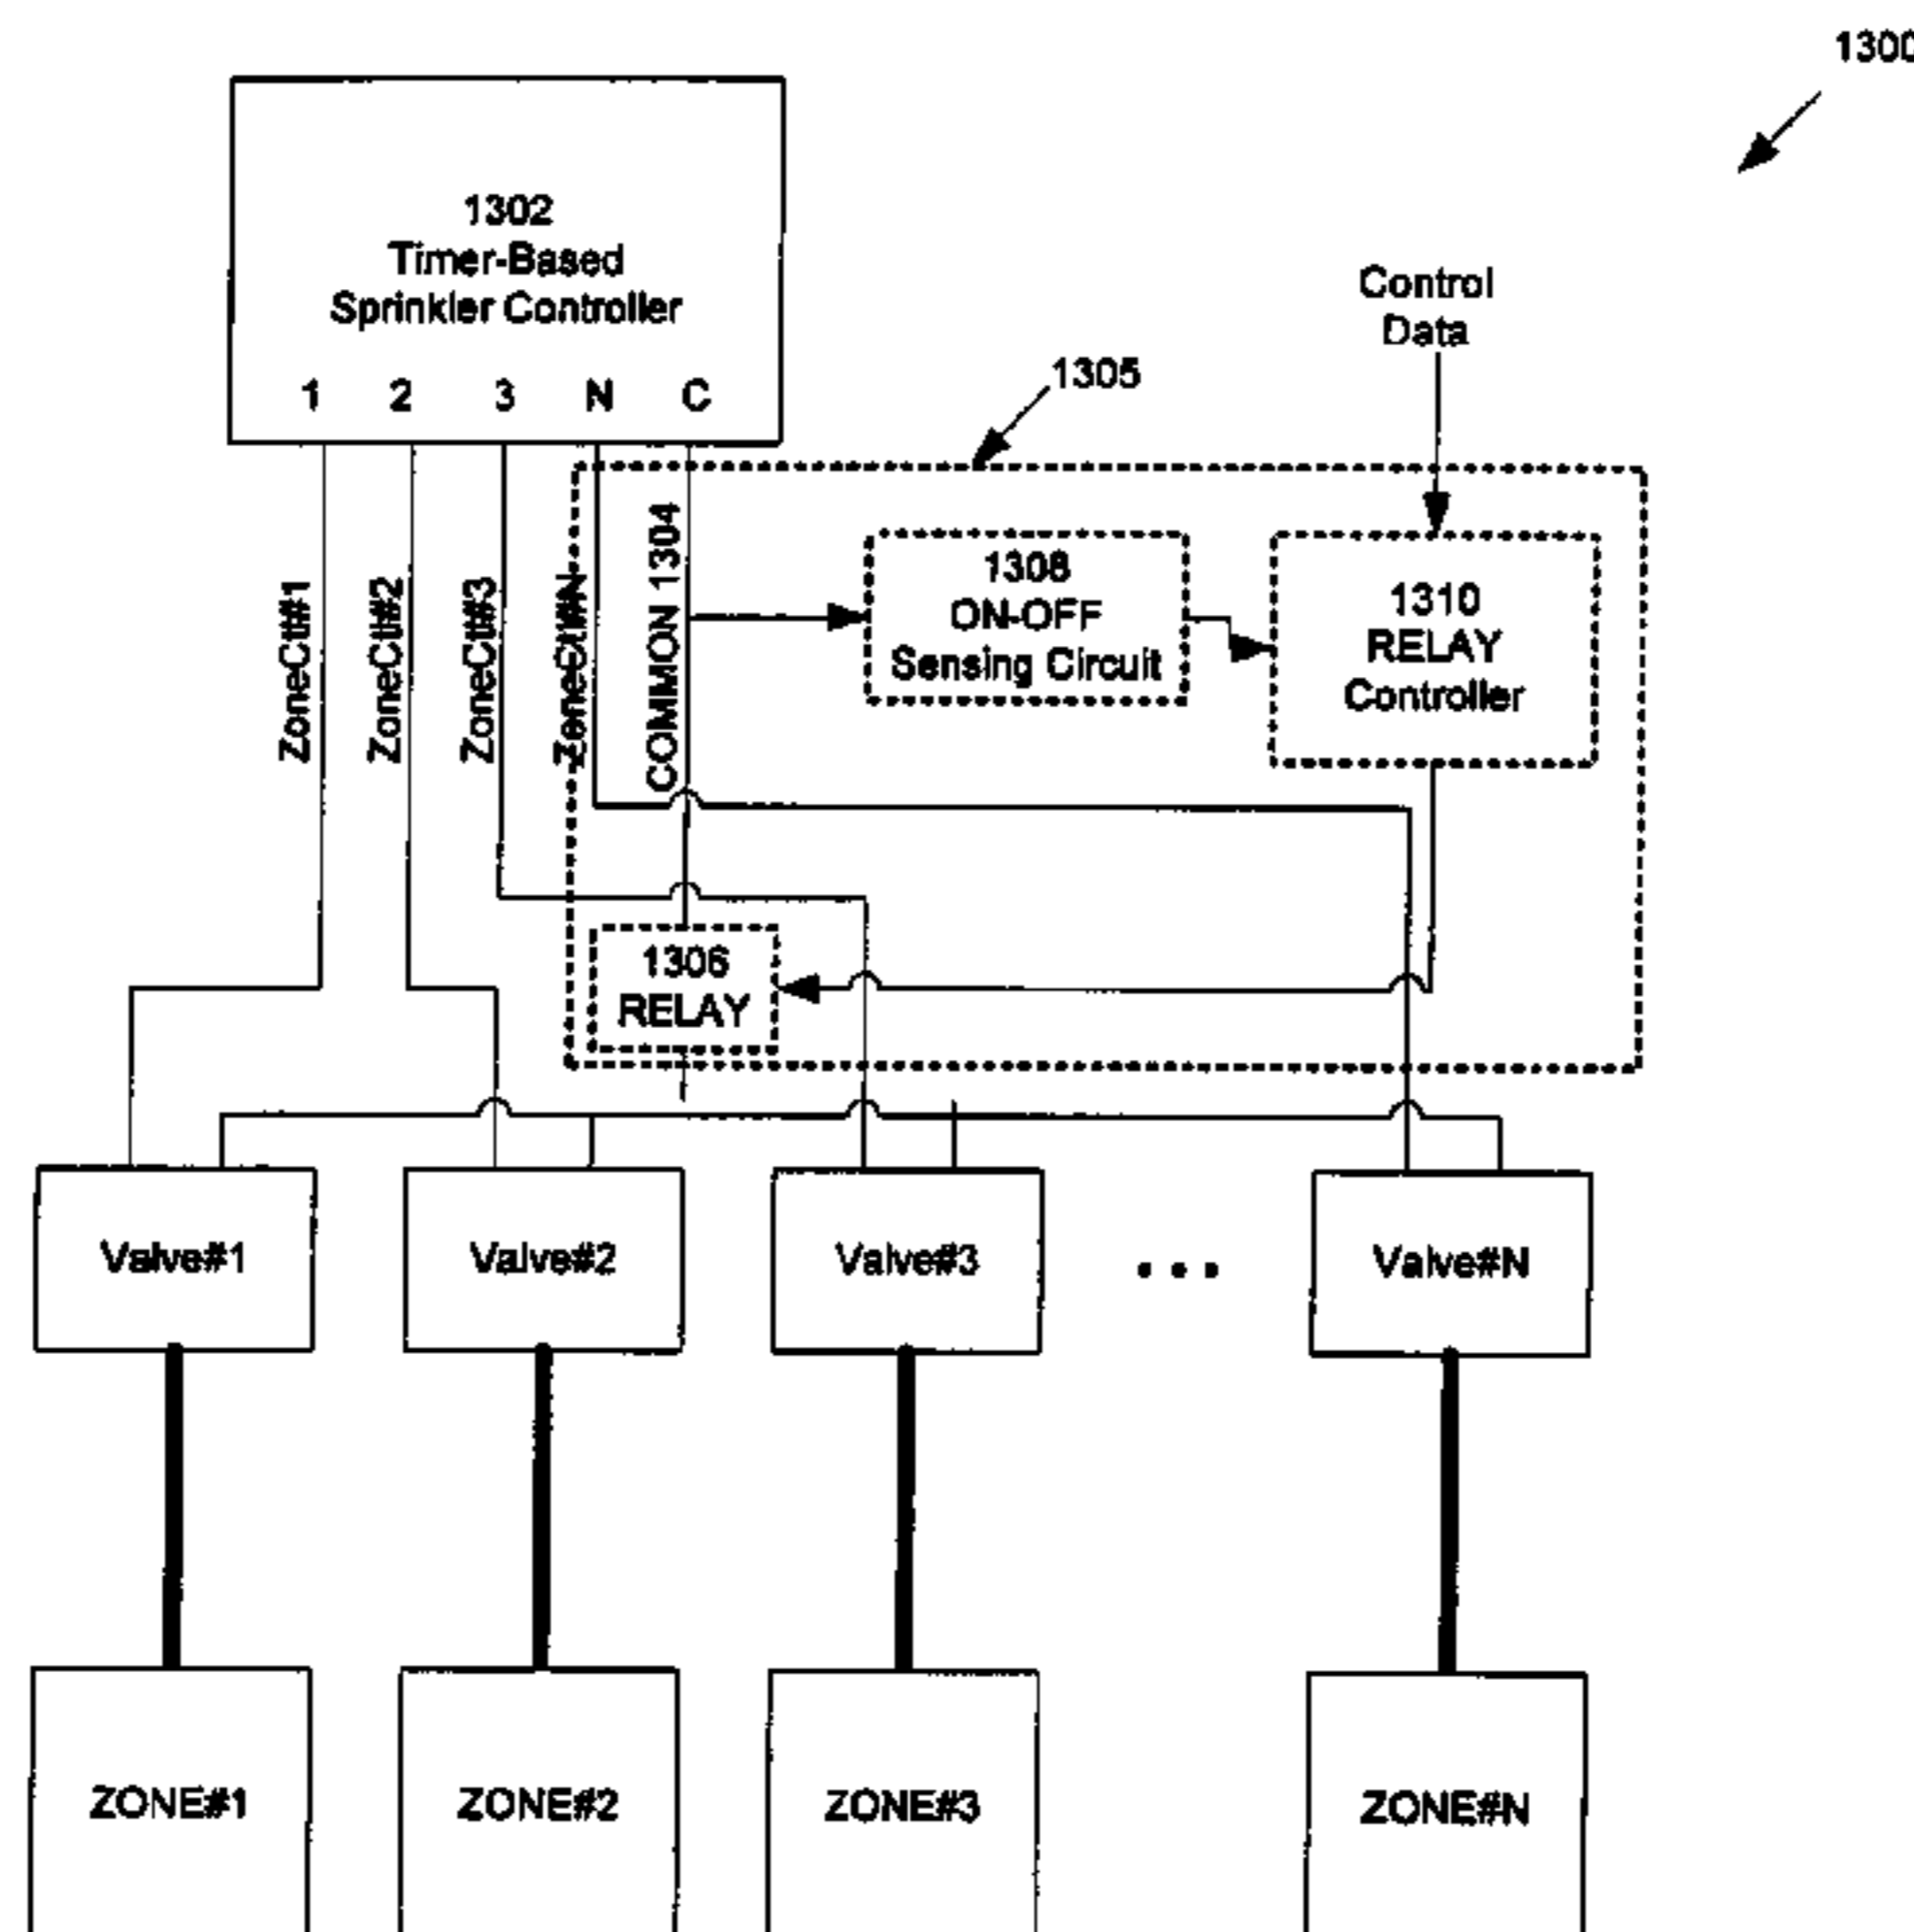 1300
1302
Timer-Based
Sprinkler Controller
1 2 3 N C
Control
Data
1305
ZoneCtl#1
ZoneCtl#2
ZoneCtl#3
ZoneCtl#N
COMMON 1304
1308
ON-OFF
Sensing Circuit
1310
RELAY
Controller
1306
RELAY
Valve#1
Valve#2
Valve#3
...
Valve#N
ZONE#1
ZONE#2
ZONE#3
ZONE#N